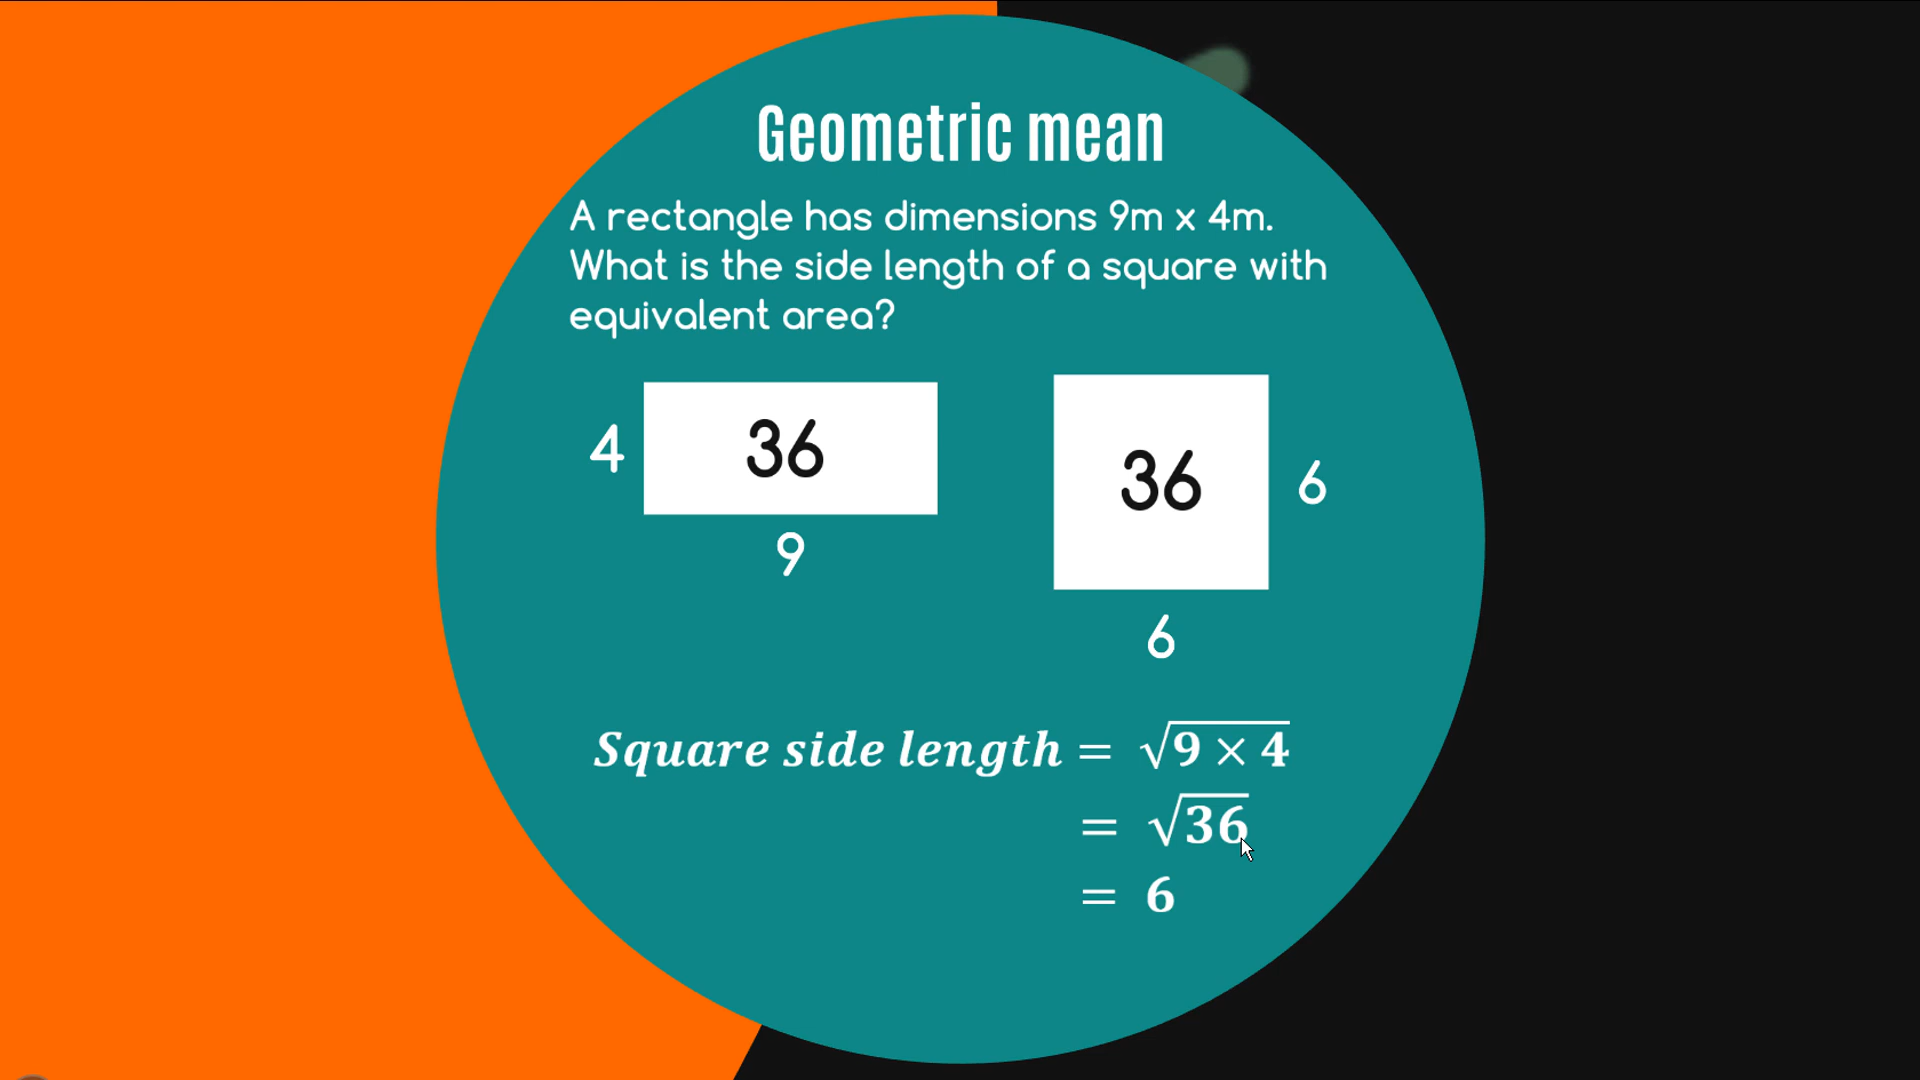 Geometric mean
A rectangle has dimensions 9m x 4m.
What is the side length of a square with
equivalent area?
4
36
9
36
6
6
Square side length = √9 × 4
= √36
= 6